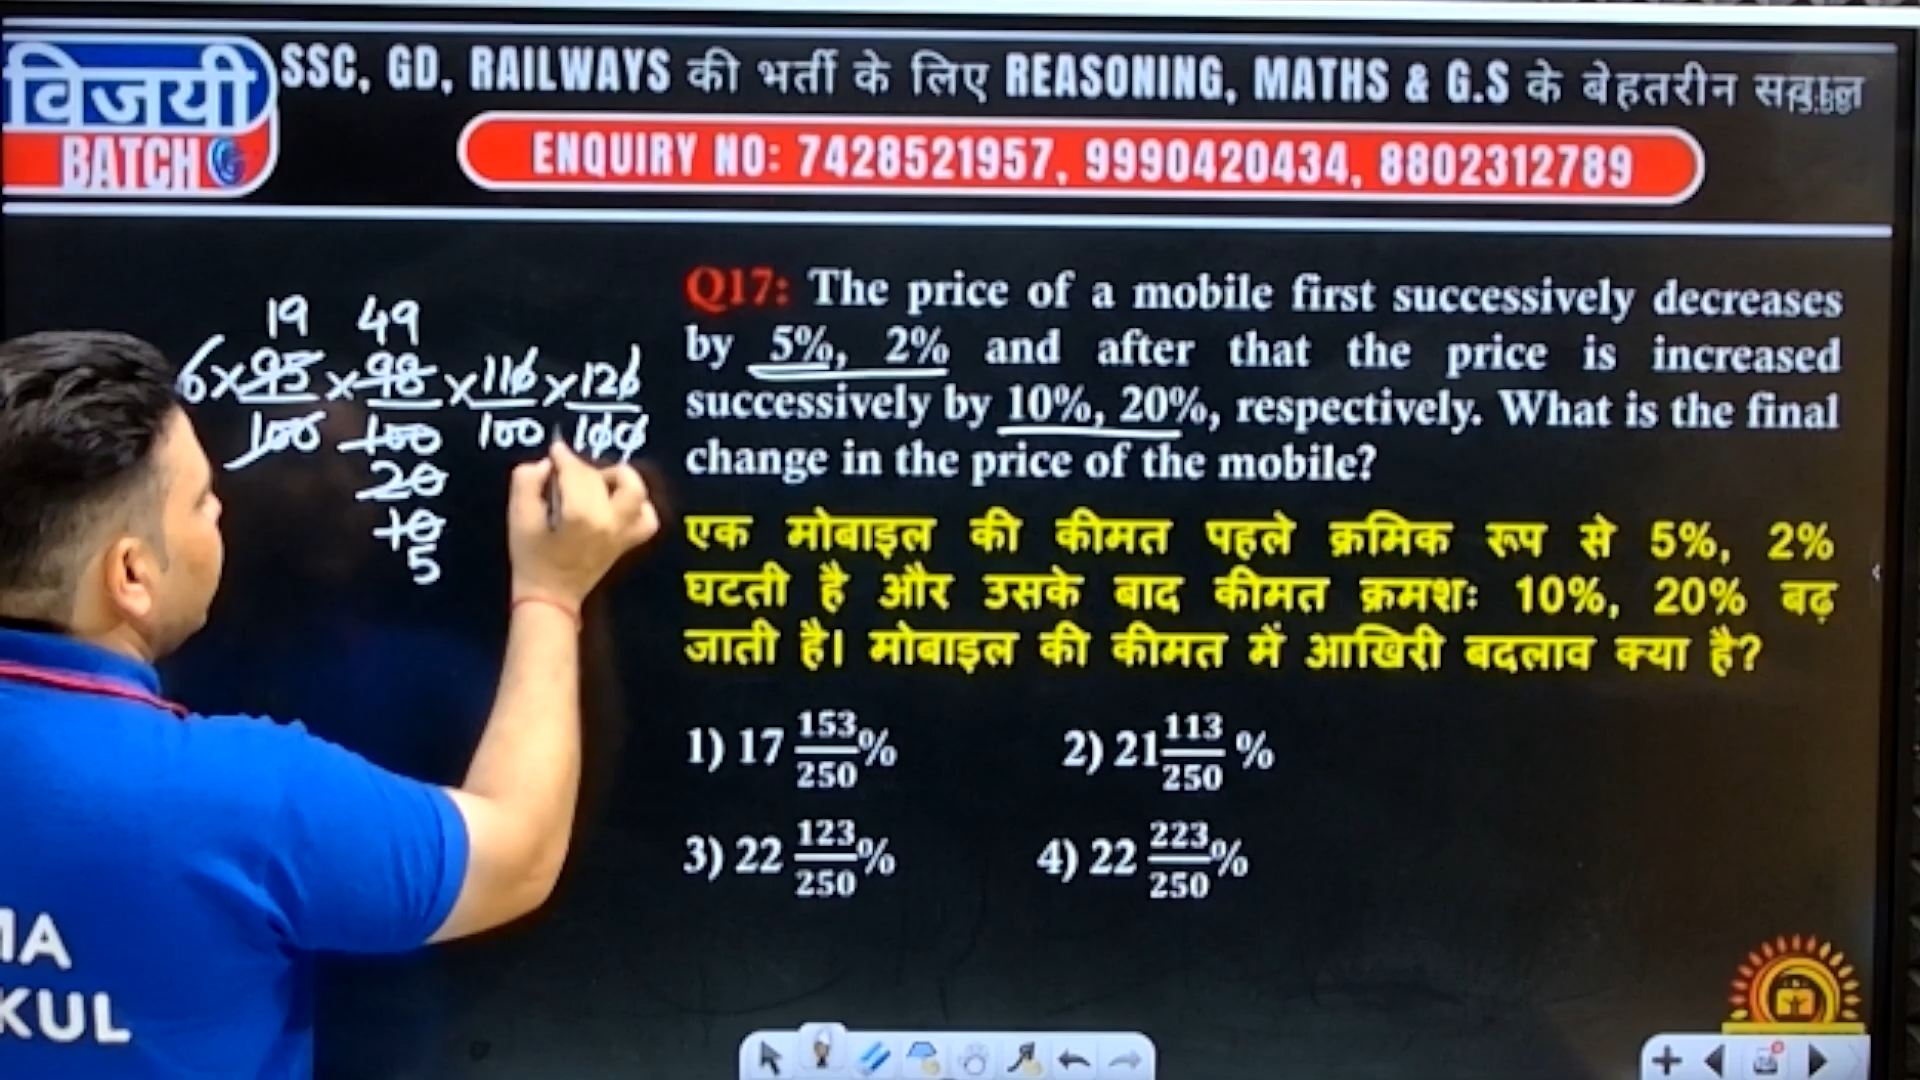 विजयी
BATCH
SSC, GD, RAILWAYS की भर्ती के लिए REASONING, MATHS & G.S के बेहतरीन सवाल
ENQUIRY NO: 7428521957, 9990420434, 8802312789
Q17: The price of a mobile first successively decreases
by 5%, 2% and after that the price is increased
successively by 10%, 20%, respectively. What is the final
change in the price of the mobile?
एक मोबाइल की कीमत पहले क्रमिक रूप से 5%, 2%
घटती है और उसके बाद कीमत क्रमशः 10%, 20% बढ़
जाती है। मोबाइल की कीमत में आखिरी बदलाव क्या है?
1) 17 153/250%
2) 21 113/250 %
3) 22 123/250%
4) 22 223/250%
19 49
6 × 95/100 × 98/100 × 110/100 × 120/100
20
10
5
MA
KUL